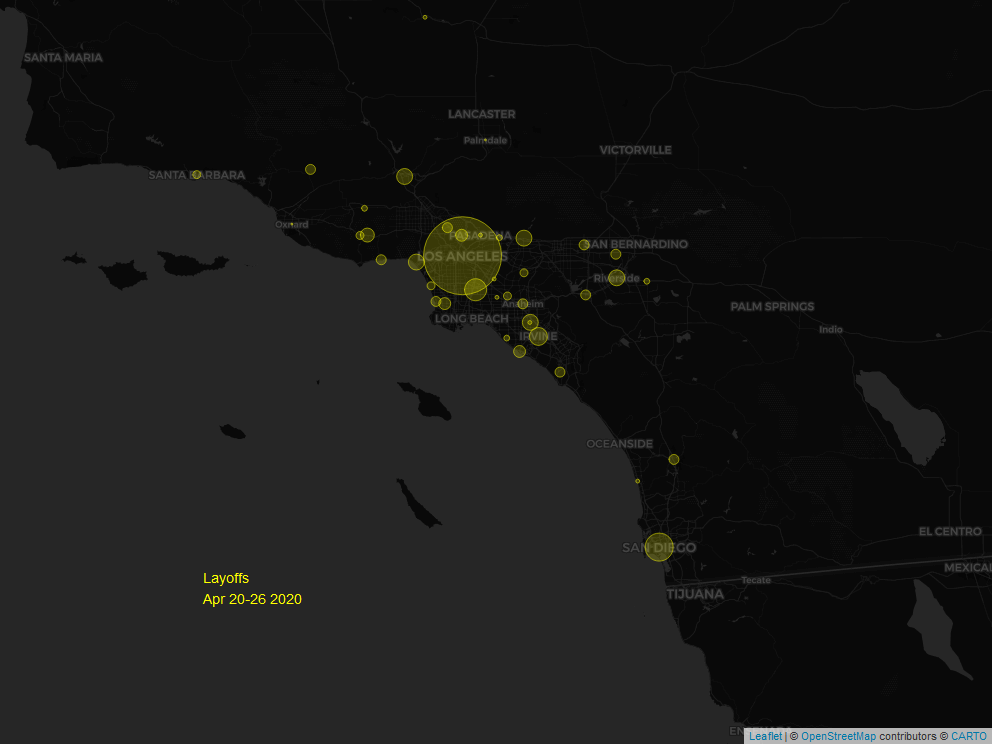 SANTA MARIA
LANCASTER
Palmdale
VICTORVILLE
SANTA BARBARA
Oxnard
PASADENA
SAN BERNARDINO
LOS ANGELES
Riverside
Anaheim
PALM SPRINGS
LONG BEACH
Indio
IRVINE
OCEANSIDE
EL CENTRO
SAN DIEGO
MEXICAL
Tecate
TIJUANA
Layoffs
Apr 20-26 2020
Leaflet | © OpenStreetMap contributors © CARTO